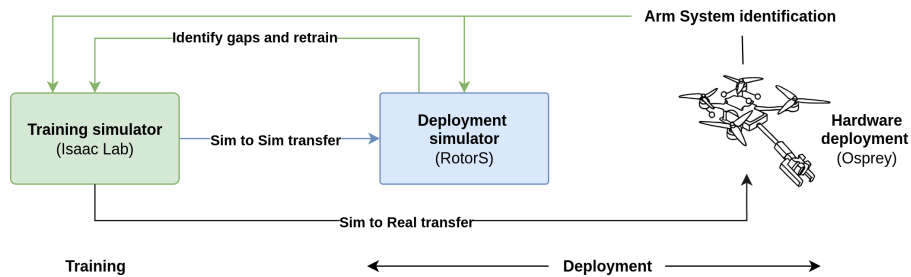 Arm System identification
Identify gaps and retrain
Training simulator
(Isaac Lab)
Sim to Sim transfer
Deployment
simulator
(RotorS)
Hardware
deployment
(Osprey)
Sim to Real transfer
Training
Deployment